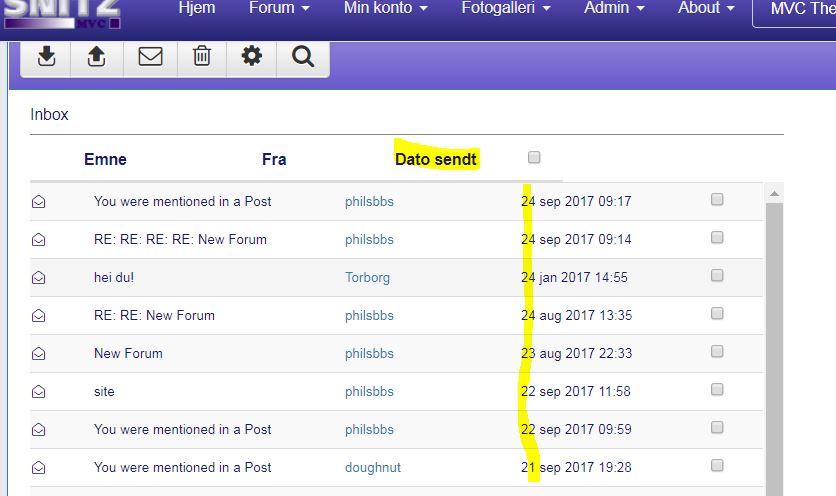 SNITZ
MVC
Hjem Forum Min konto Fotogalleri Admin About MVC The
Inbox
Emne Fra Dato sendt
You were mentioned in a Post philsbbs 24 sep 2017 09:17
RE: RE: RE: RE: New Forum philsbbs 24 sep 2017 09:14
hei du! Torborg 24 jan 2017 14:55
RE: RE: New Forum philsbbs 24 aug 2017 13:35
New Forum philsbbs 23 aug 2017 22:33
site philsbbs 22 sep 2017 11:58
You were mentioned in a Post philsbbs 22 sep 2017 09:59
You were mentioned in a Post doughnut 21 sep 2017 19:28